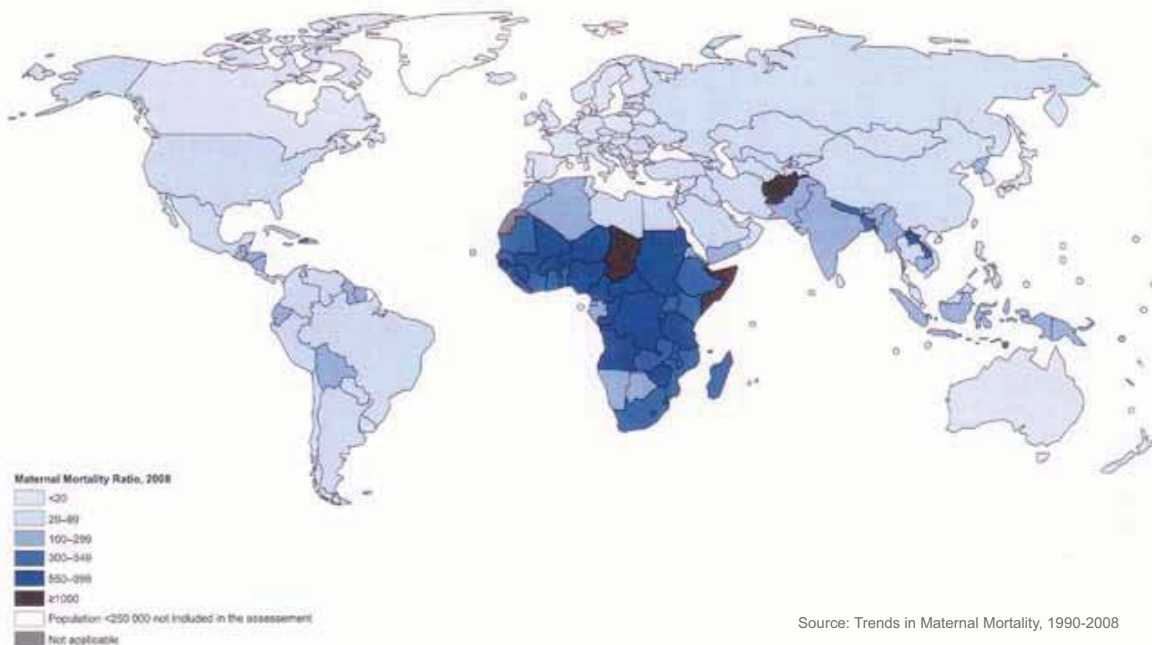 Maternal Mortality Ratio, 2008
<20
20–99
100–299
300–549
550–999
≥1000
Population <250 000 not included in the assessement
Not applicable
Source: Trends in Maternal Mortality, 1990-2008